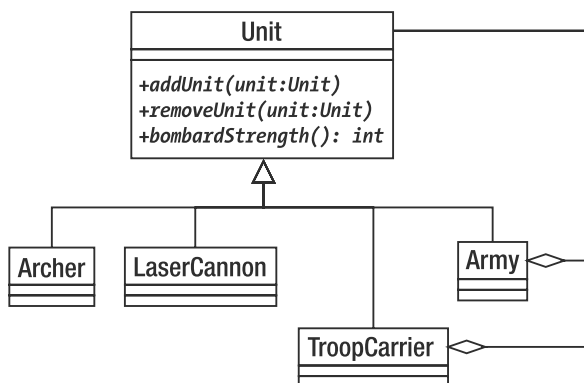 Unit
+addUnit(unit:Unit)
+removeUnit(unit:Unit)
+bombardStrength(): int
Archer
LaserCannon
Army
TroopCarrier